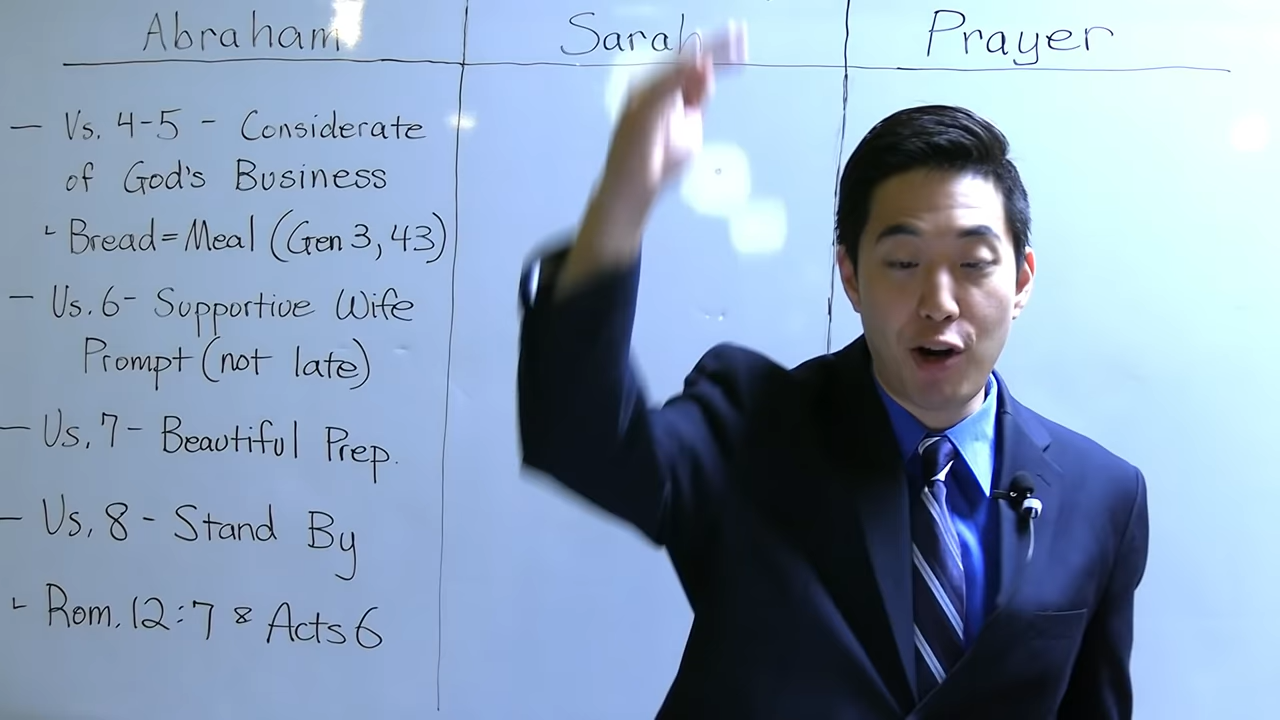 Abraham
Sarah
Prayer
— Vs. 4-5 - Considerate
of God's Business
- Bread=Meal (Gen 3, 43)
— Vs. 6- Supportive Wife
Prompt (not late)
— Vs. 7- Beautiful Prep.
— Vs. 8 - Stand By
- Rom. 12:7 & Acts 6